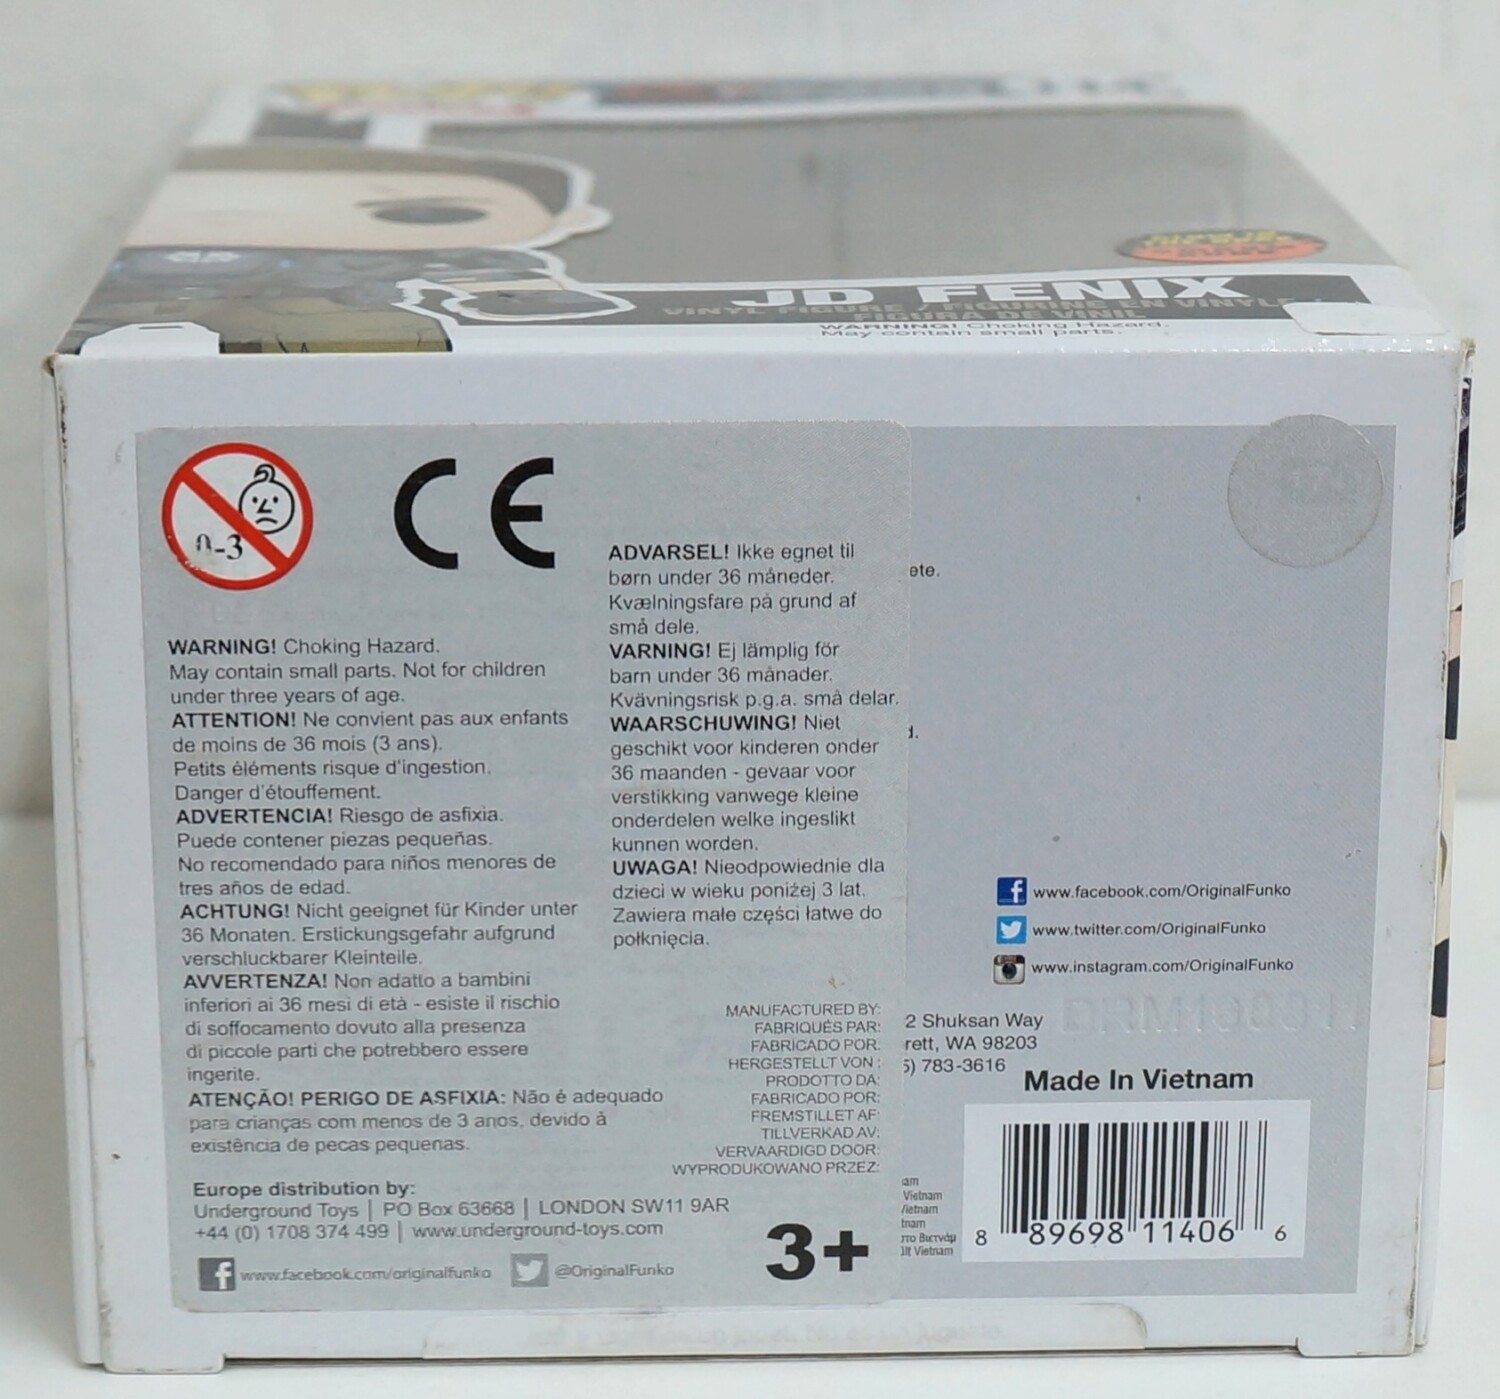 JD FENIX
VINYL FIGURE / FIGURINE EN VINYLE
FIGURA DE VINIL
WARNING! Choking Hazard.
May contain small parts.
0-3
CE
WARNING! Choking Hazard.
May contain small parts. Not for children
under three years of age.
ATTENTION! Ne convient pas aux enfants
de moins de 36 mois (3 ans).
Petits éléments risque d'ingestion.
Danger d'étouffement.
ADVERTENCIA! Riesgo de asfixia.
Puede contener piezas pequeñas.
No recomendado para niños menores de
tres años de edad.
ACHTUNG! Nicht geeignet für Kinder unter
36 Monaten. Erstickungsgefahr aufgrund
verschluckbarer Kleinteile.
AVVERTENZA! Non adatto a bambini
inferiori ai 36 mesi di età - esiste il rischio
di soffocamento dovuto alla presenza
di piccole parti che potrebbero essere
ingerite.
ATENÇÃO! PERIGO DE ASFIXIA: Não é adequado
para crianças com menos de 3 anos, devido à
existência de pecas pequenas.
ADVARSEL! Ikke egnet til
børn under 36 måneder.
Kvælningsfare på grund af
små dele.
VARNING! Ej lämplig för
barn under 36 månader.
Kvävningsrisk p.g.a. små delar.
WAARSCHUWING! Niet
geschikt voor kinderen onder
36 maanden - gevaar voor
verstikking vanwege kleine
onderdelen welke ingeslikt
kunnen worden.
UWAGA! Nieodpowiednie dla
dzieci w wieku poniżej 3 lat.
Zawiera małe części łatwe do
połknięcia.
MANUFACTURED BY:
FABRIQUÉS PAR:
FABRICADO POR:
HERGESTELLT VON :
PRODOTTO DA:
FABRICADO POR:
FREMSTILLET AF:
TILLVERKAD AV:
VERVAARDIGD DOOR:
WYPRODUKOWANO PRZEZ:
Europe distribution by:
Underground Toys | PO Box 63668 | LONDON SW11 9AR
+44 (0) 1708 374 499 | www.underground-toys.com
www.facebook.com/originalfunko @OriginalFunko
3+
ete.
d.
www.facebook.com/OriginalFunko
www.twitter.com/OriginalFunko
www.instagram.com/OriginalFunko
2 Shuksan Way
rett, WA 98203
5) 783-3616
Made In Vietnam
am
Vietnam
Vietnam
tnam
στο Βιετνάμ
Vietnam
8 89698 11406 6